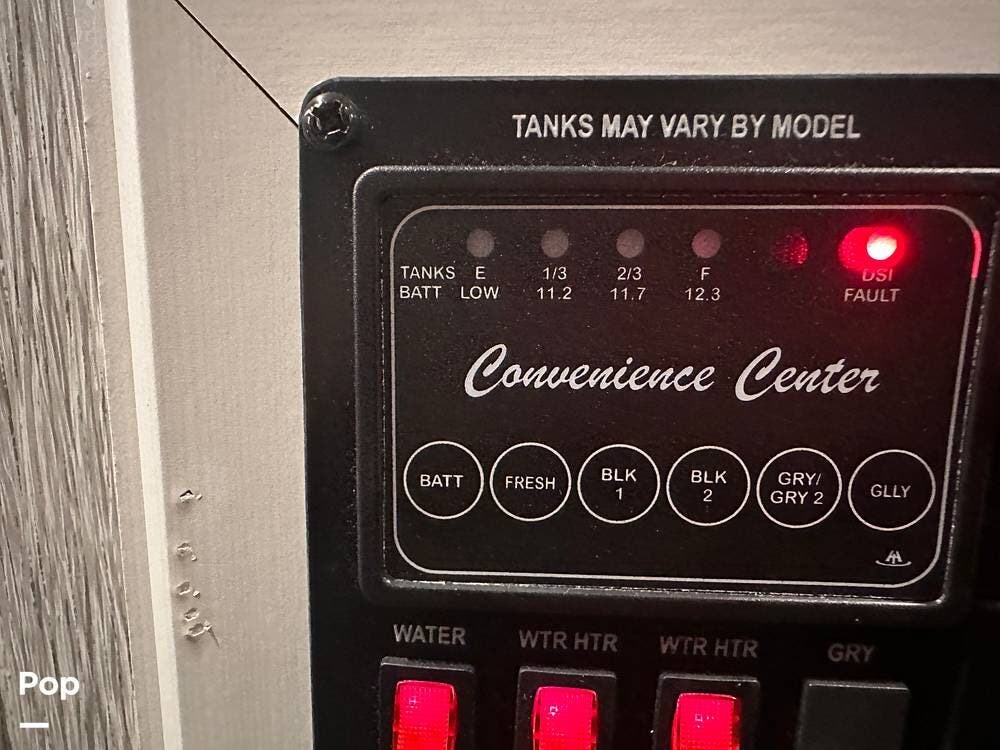 TANKS MAY VARY BY MODEL
TANKS E 1/3 2/3 F DSI
BATT LOW 11.2 11.7 12.3 FAULT
Convenience Center
BATT
FRESH
BLK
1
BLK
2
GRY/
GRY 2
GLLY
WATER WTR HTR WTR HTR GRY
Pop